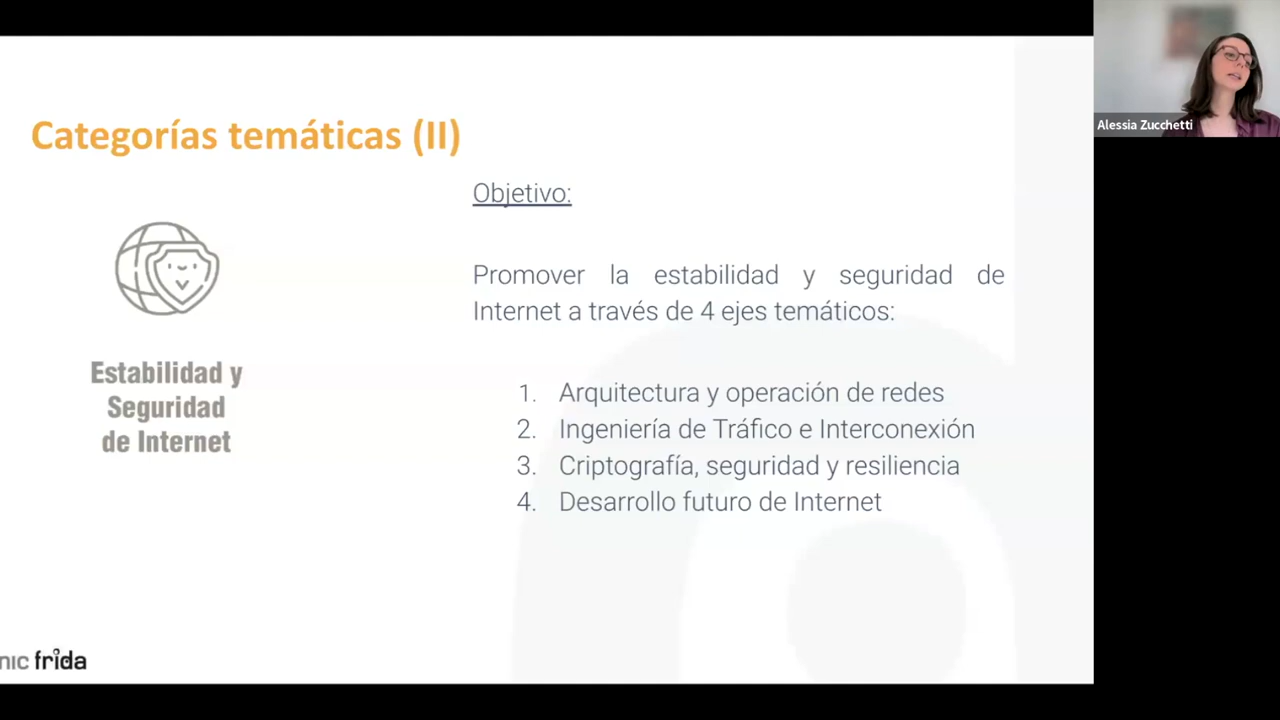 Categorías temáticas (II)
Objetivo:
Promover la estabilidad y seguridad de
Internet a través de 4 ejes temáticos:
1. Arquitectura y operación de redes
2. Ingeniería de Tráfico e Interconexión
3. Criptografía, seguridad y resiliencia
4. Desarrollo futuro de Internet
Estabilidad y
Seguridad
de Internet
nic frida
Alessia Zucchetti